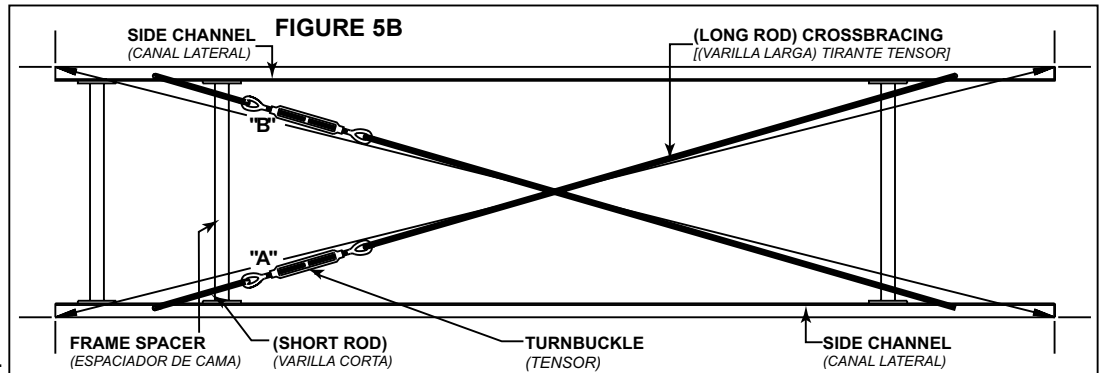 FIGURE 5B
SIDE CHANNEL
(CANAL LATERAL)
(LONG ROD) CROSSBRACING
[(VARILLA LARGA) TIRANTE TENSOR]
"B"
"A"
FRAME SPACER
(ESPACIADOR DE CAMA)
(SHORT ROD)
(VARILLA CORTA)
TURNBUCKLE
(TENSOR)
SIDE CHANNEL
(CANAL LATERAL)